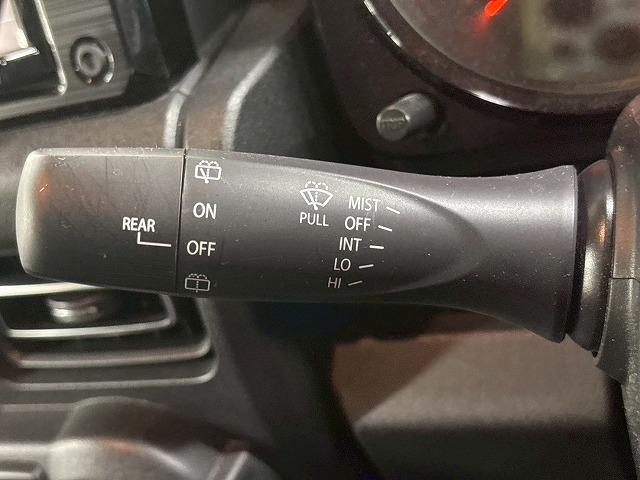 REAR
ON
OFF
PULL
MIST
OFF
INT
LO
HI